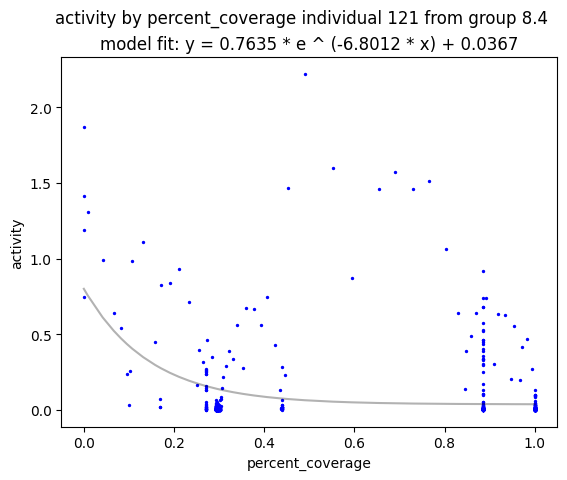 activity by percent_coverage individual 121 from group 8.4
model fit: y = 0.7635 * e ^ (-6.8012 * x) + 0.0367
2.0
1.5
1.0
0.5
0.0
activity
0.0 0.2 0.4 0.6 0.8 1.0
percent_coverage